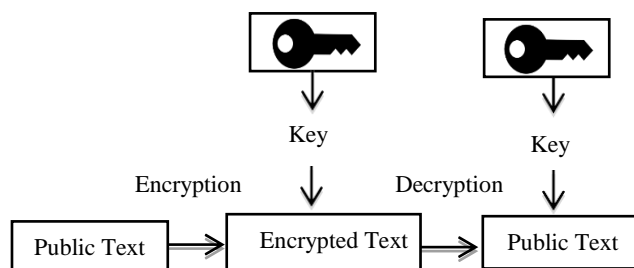 Key
Key
Encryption
Decryption
Public Text
Encrypted Text
Public Text